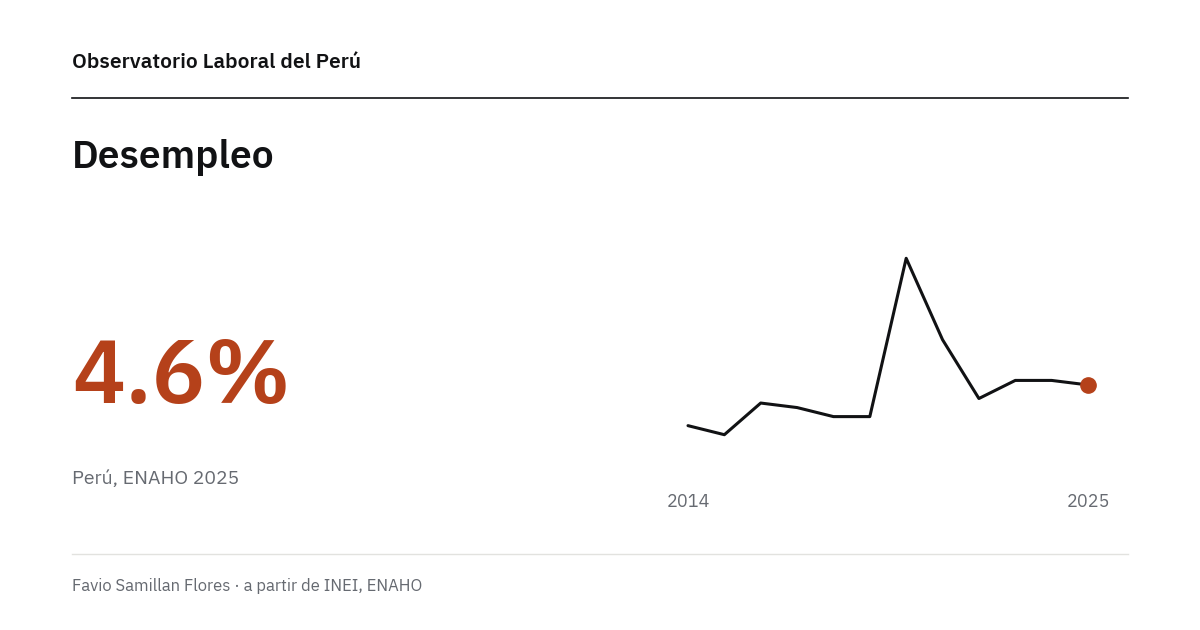 Observatorio Laboral del Perú
Desempleo
4.6%
Perú, ENAHO 2025
2014
2025
Favio Samillan Flores · a partir de INEI, ENAHO